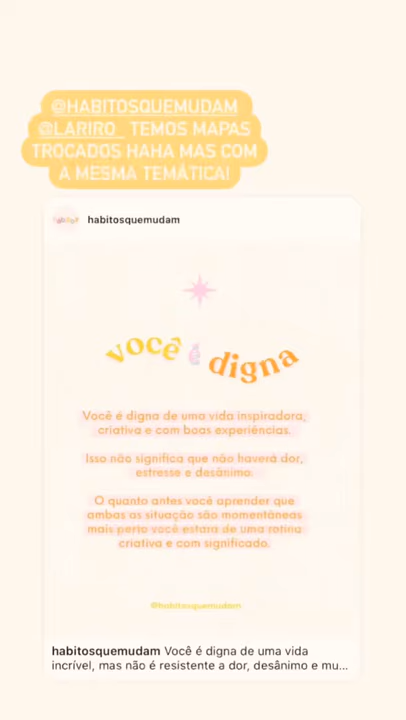 @HABITOSQUEMUDAM
@LARIRO_ TEMOS MAPAS
TROCADOS HAHA MAS COM
A MESMA TEMÁTICA!
habitosquemudam
você é digna
Você é digna de uma vida inspiradora,
criativa e com boas experiências.
Isso não significa que não haverá dor,
estresse e desânimo.
O quanto antes você aprender que
ambas as situação são momentâneas
mais perto você estara de uma rotina
criativa e com significado.
@habitosquemudam
habitosquemudam Você é digna de uma vida
incrível, mas não é resistente a dor, desânimo e mu...